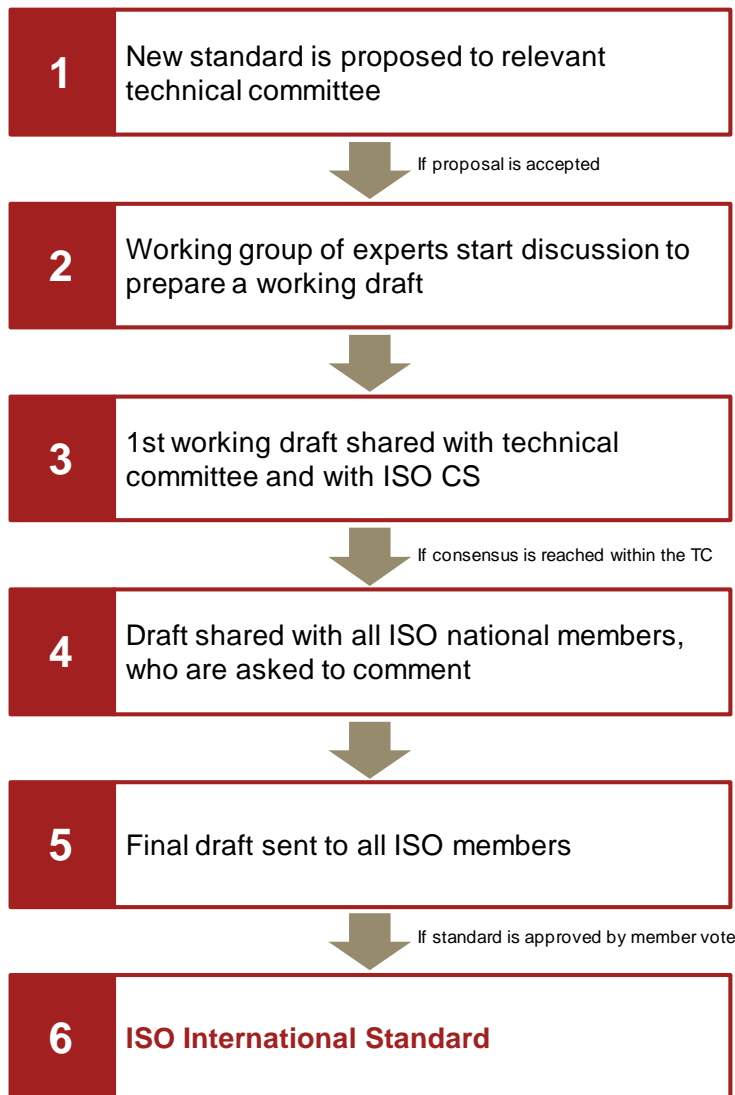 1
New standard is proposed to relevant
technical committee
If proposal is accepted
2
Working group of experts start discussion to
prepare a working draft
3
1st working draft shared with technical
committee and with ISO CS
If consensus is reached within the TC
4
Draft shared with all ISO national members,
who are asked to comment
5
Final draft sent to all ISO members
If standard is approved by member vote
6
ISO International Standard